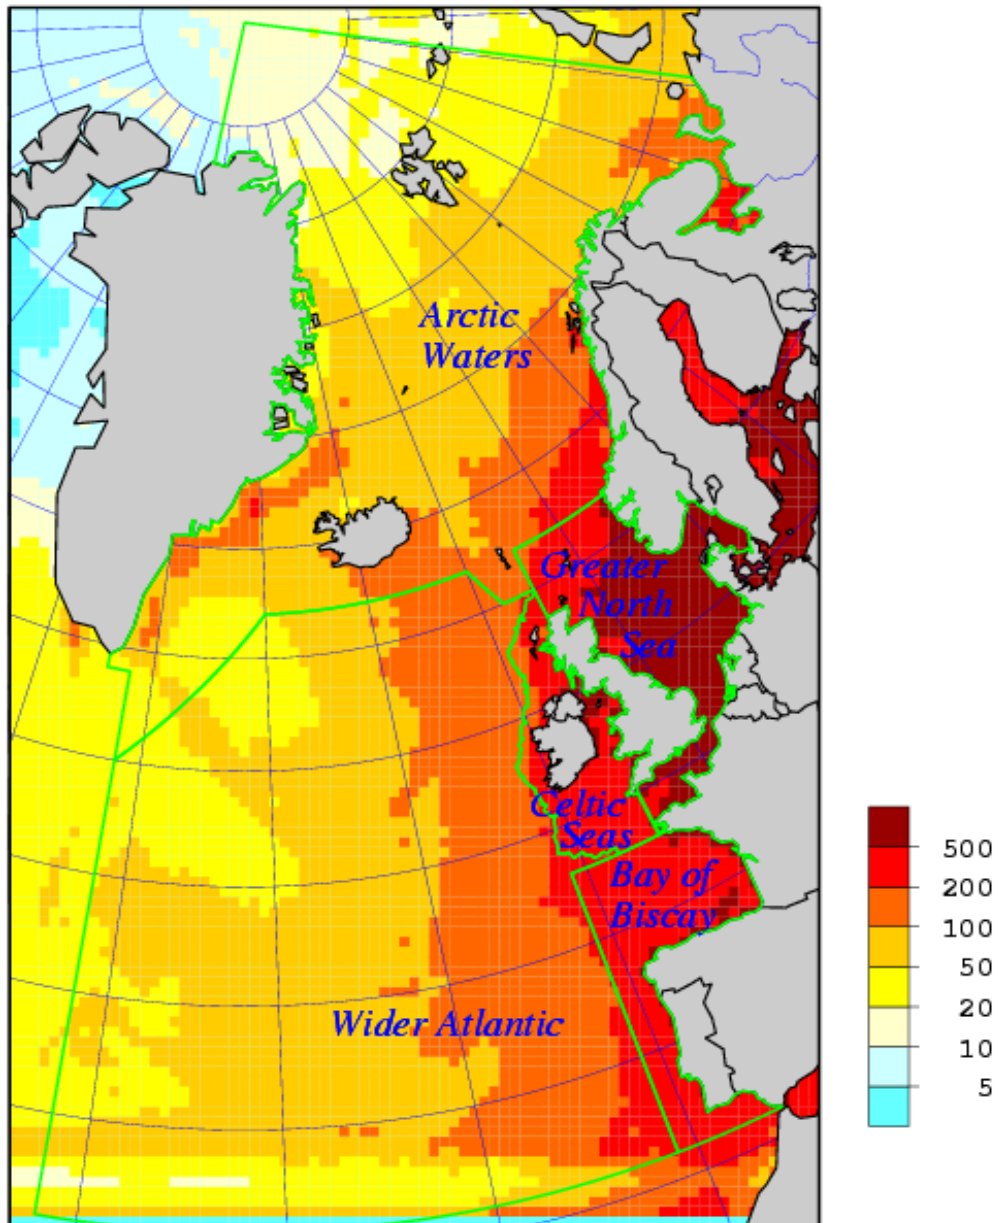 Arctic
Waters
Greater
North
Sea
Celtic
Seas
Bay of
Biscay
Wider Atlantic
500
200
100
50
20
10
5